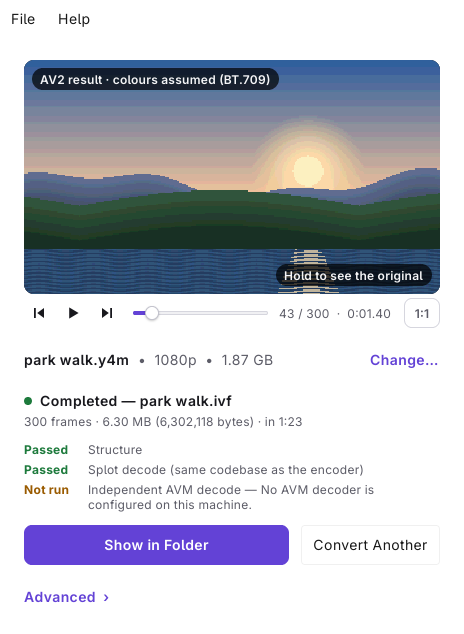 File Help
AV2 result · colours assumed (BT.709)
Hold to see the original
43 / 300 · 0:01.40 1:1
park walk.y4m • 1080p • 1.87 GB Change...
Completed — park walk.ivf
300 frames · 6.30 MB (6,302,118 bytes) · in 1:23
Passed Structure
Passed Splot decode (same codebase as the encoder)
Not run Independent AVM decode — No AVM decoder is
configured on this machine.
Show in Folder Convert Another
Advanced ›